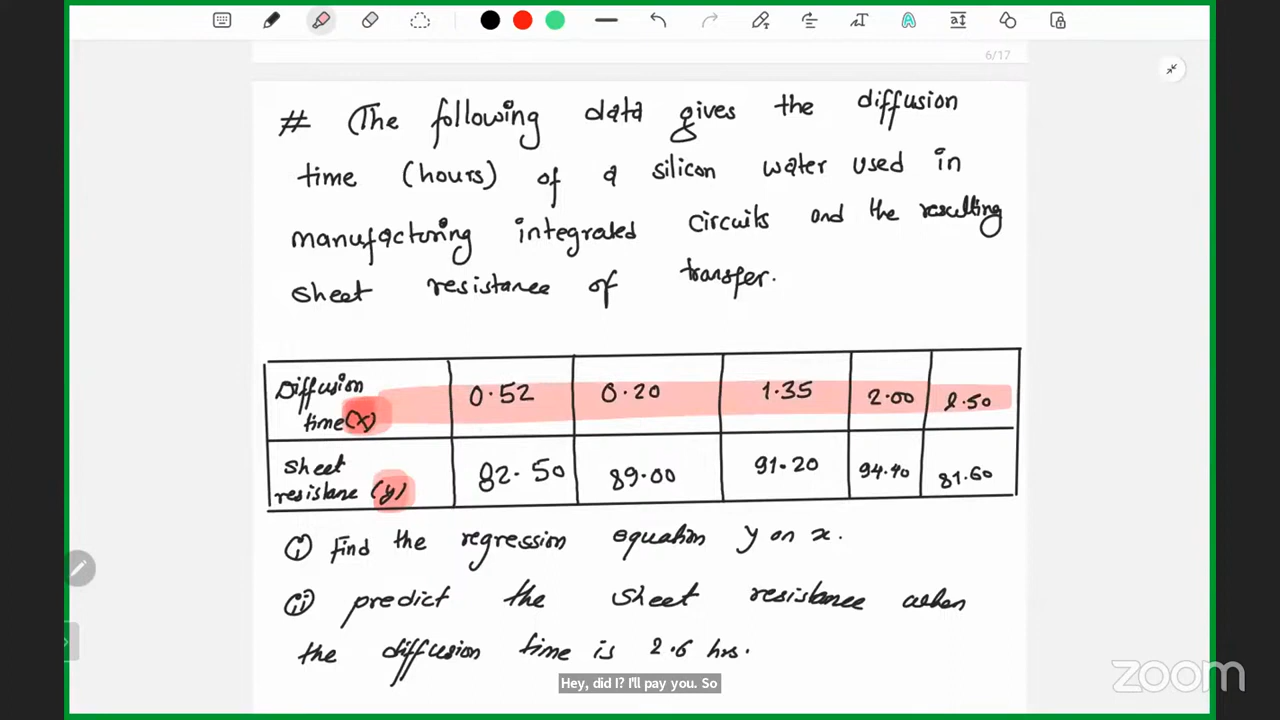 6/17
# The following data gives the diffusion
time (hours) of a silicon water used in
manufacturing integrated circuits and the resulting
sheet resistance of transfer.
Diffusion time(x) 0.52 0.20 1.35 2.00 2.50
Sheet resistane (y) 82.50 89.00 91.20 94.40 81.60
(i) Find the regression equation y on x.
(ii) predict the sheet resistance when
the diffusion time is 2.6 hrs.
Hey, did I? I'll pay you. So
zoom